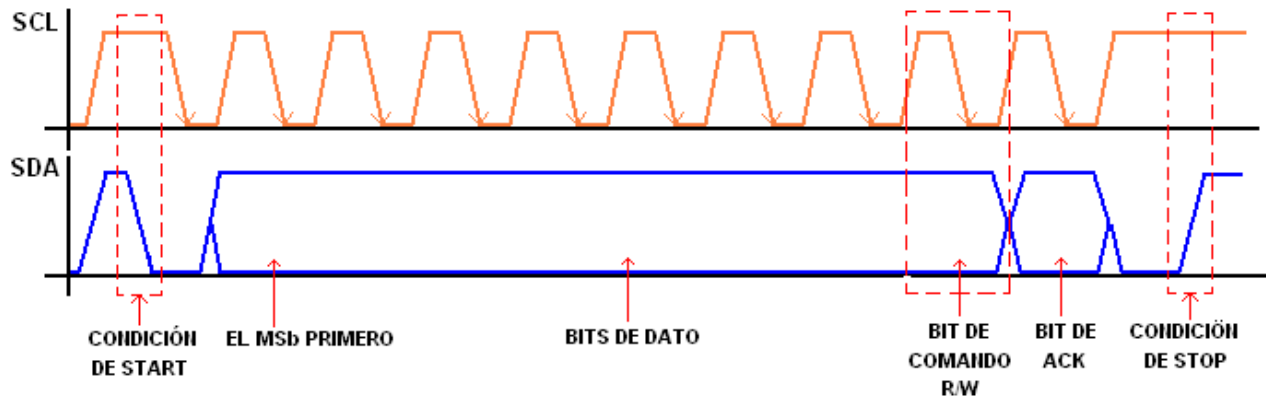 SCL
SDA
CONDICIÓN
DE START
EL MSb PRIMERO
BITS DE DATO
BIT DE
COMANDO
R/W
BIT DE
ACK
CONDICIÖN
DE STOP